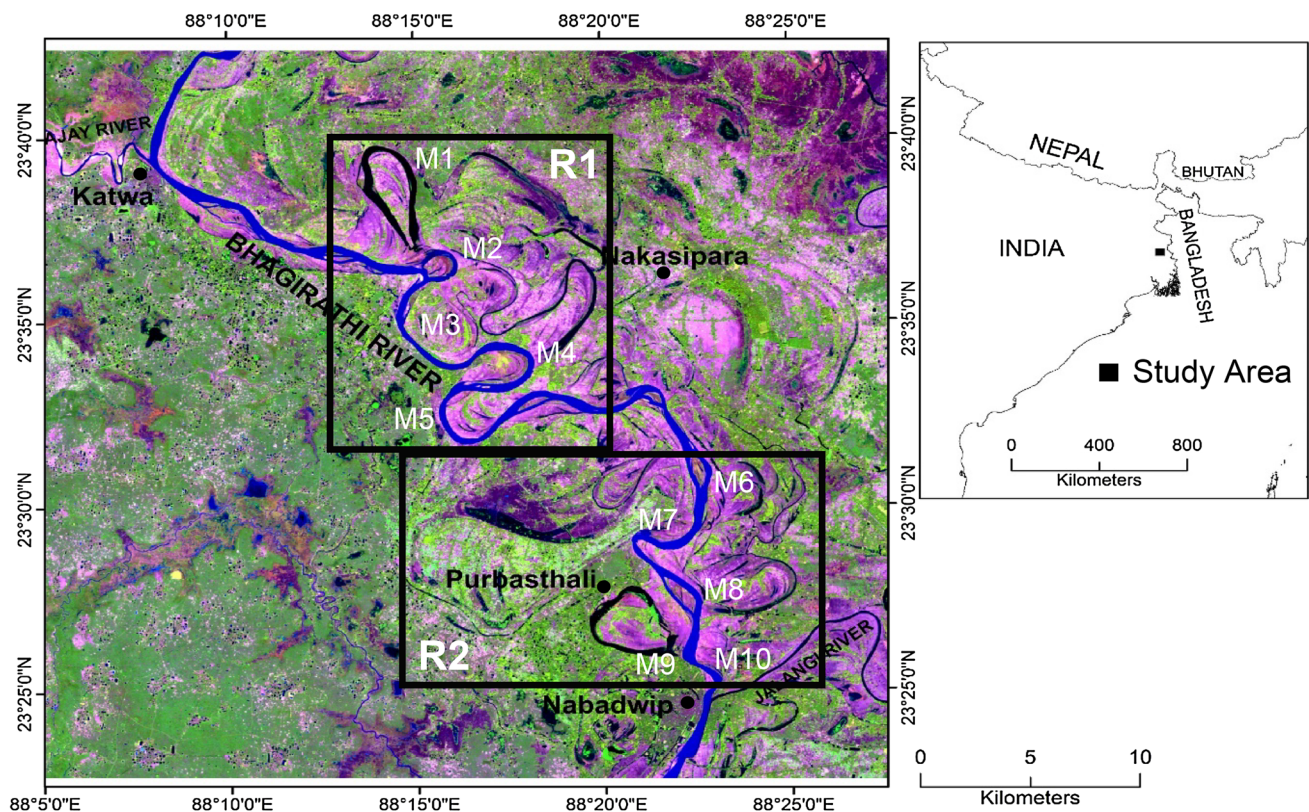 88°10'0"E 88°15'0"E 88°20'0"E 88°25'0"E
23°40'0"N
23°35'0"N
23°30'0"N
23°25'0"N
AJAY RIVER
Katwa
BHAGIRATHI RIVER
M1
R1
M2
Nakasipara
M3
M4
M5
M6
M7
Purbasthali
M8
R2
M9
M10
JALANGI RIVER
Nabadwip
23°40'0"N
23°35'0"N
23°30'0"N
23°25'0"N
88°5'0"E 88°10'0"E 88°15'0"E 88°20'0"E 88°25'0"E
NEPAL
BHUTAN
INDIA
BANGLADESH
Study Area
0 400 800
Kilometers
0 5 10
Kilometers